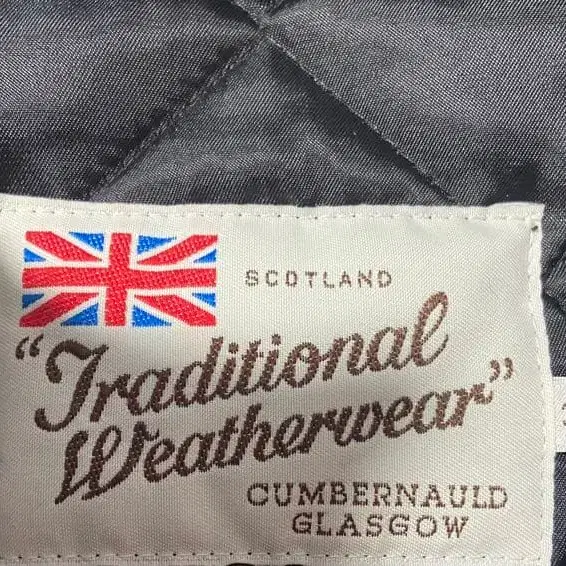 SCOTLAND
"Traditional
Weatherwear"
CUMBERNAULD
GLASGOW